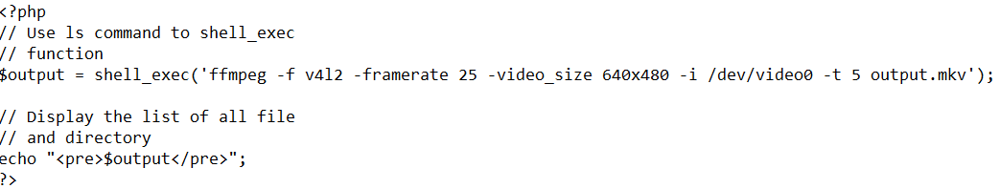 <?php
// Use ls command to shell_exec
// function
$output = shell_exec('ffmpeg -f v4l2 -framerate 25 -video_size 640x480 -i /dev/video0 -t 5 output.mkv');
// Display the list of all file
// and directory
echo "<pre>$output</pre>";
?>